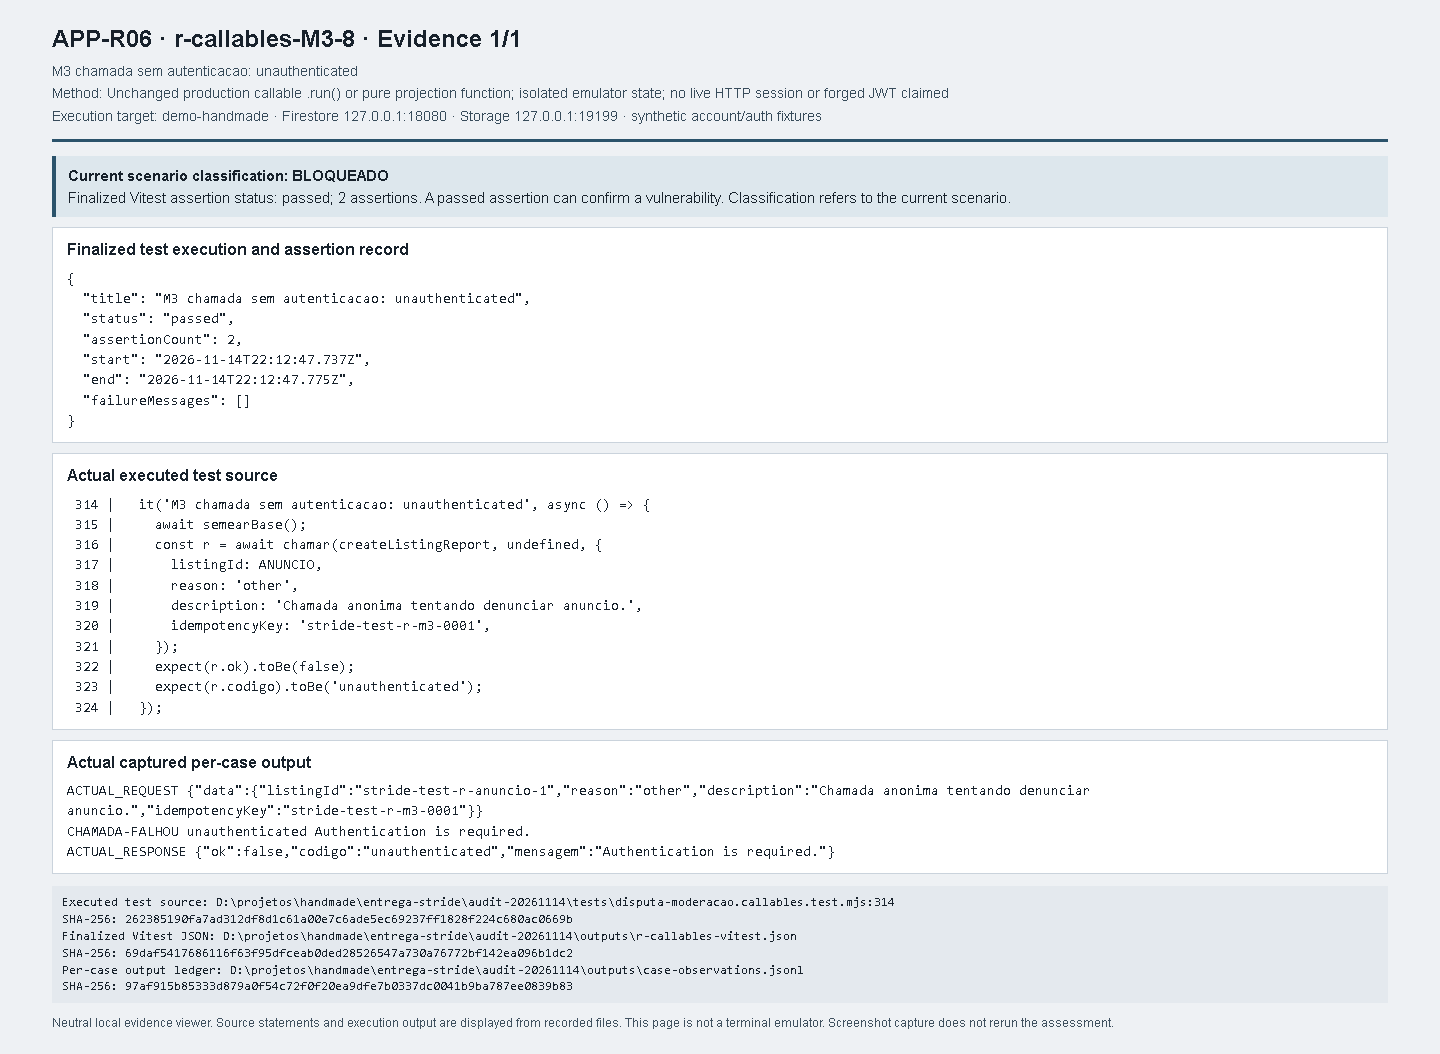 APP-R06 · r-callables-M3-8 · Evidence 1/1
M3 chamada sem autenticacao: unauthenticated
Method: Unchanged production callable .run() or pure projection function; isolated emulator state; no live HTTP session or forged JWT claimed
Execution target: demo-handmade · Firestore 127.0.0.1:18080 · Storage 127.0.0.1:19199 · synthetic account/auth fixtures
Current scenario classification: BLOQUEADO
Finalized Vitest assertion status: passed; 2 assertions. A passed assertion can confirm a vulnerability. Classification refers to the current scenario.
Finalized test execution and assertion record
{
  "title": "M3 chamada sem autenticacao: unauthenticated",
  "status": "passed",
  "assertionCount": 2,
  "start": "2026-11-14T22:12:47.737Z",
  "end": "2026-11-14T22:12:47.775Z",
  "failureMessages": []
}
Actual executed test source
314 |   it('M3 chamada sem autenticacao: unauthenticated', async () => {
315 |     await semearBase();
316 |     const r = await chamar(createListingReport, undefined, {
317 |       listingId: ANUNCIO,
318 |       reason: 'other',
319 |       description: 'Chamada anonima tentando denunciar anuncio.',
320 |       idempotencyKey: 'stride-test-r-m3-0001',
321 |     });
322 |     expect(r.ok).toBe(false);
323 |     expect(r.codigo).toBe('unauthenticated');
324 |   });
Actual captured per-case output
ACTUAL_REQUEST {"data":{"listingId":"stride-test-r-anuncio-1","reason":"other","description":"Chamada anonima tentando denunciar
anuncio.","idempotencyKey":"stride-test-r-m3-0001"}}
CHAMADA-FALHOU unauthenticated Authentication is required.
ACTUAL_RESPONSE {"ok":false,"codigo":"unauthenticated","mensagem":"Authentication is required."}
Executed test source: D:\projetos\handmade\entrega-stride\audit-20261114\tests\disputa-moderacao.callables.test.mjs:314
SHA-256: 262385190fa7ad312df8d1c61a00e7c6ade5ec69237ff1828f224c680ac0669b
Finalized Vitest JSON: D:\projetos\handmade\entrega-stride\audit-20261114\outputs\r-callables-vitest.json
SHA-256: 69daf5417686116f63f95dfceab0ded28526547a730a76772bf142ea096b1dc2
Per-case output ledger: D:\projetos\handmade\entrega-stride\audit-20261114\outputs\case-observations.jsonl
SHA-256: 97af915b85333d879a0f54c72f0f20ea9dfe7b0337dc0041b9ba787ee0839b83
Neutral local evidence viewer. Source statements and execution output are displayed from recorded files. This page is not a terminal emulator. Screenshot capture does not rerun the assessment.